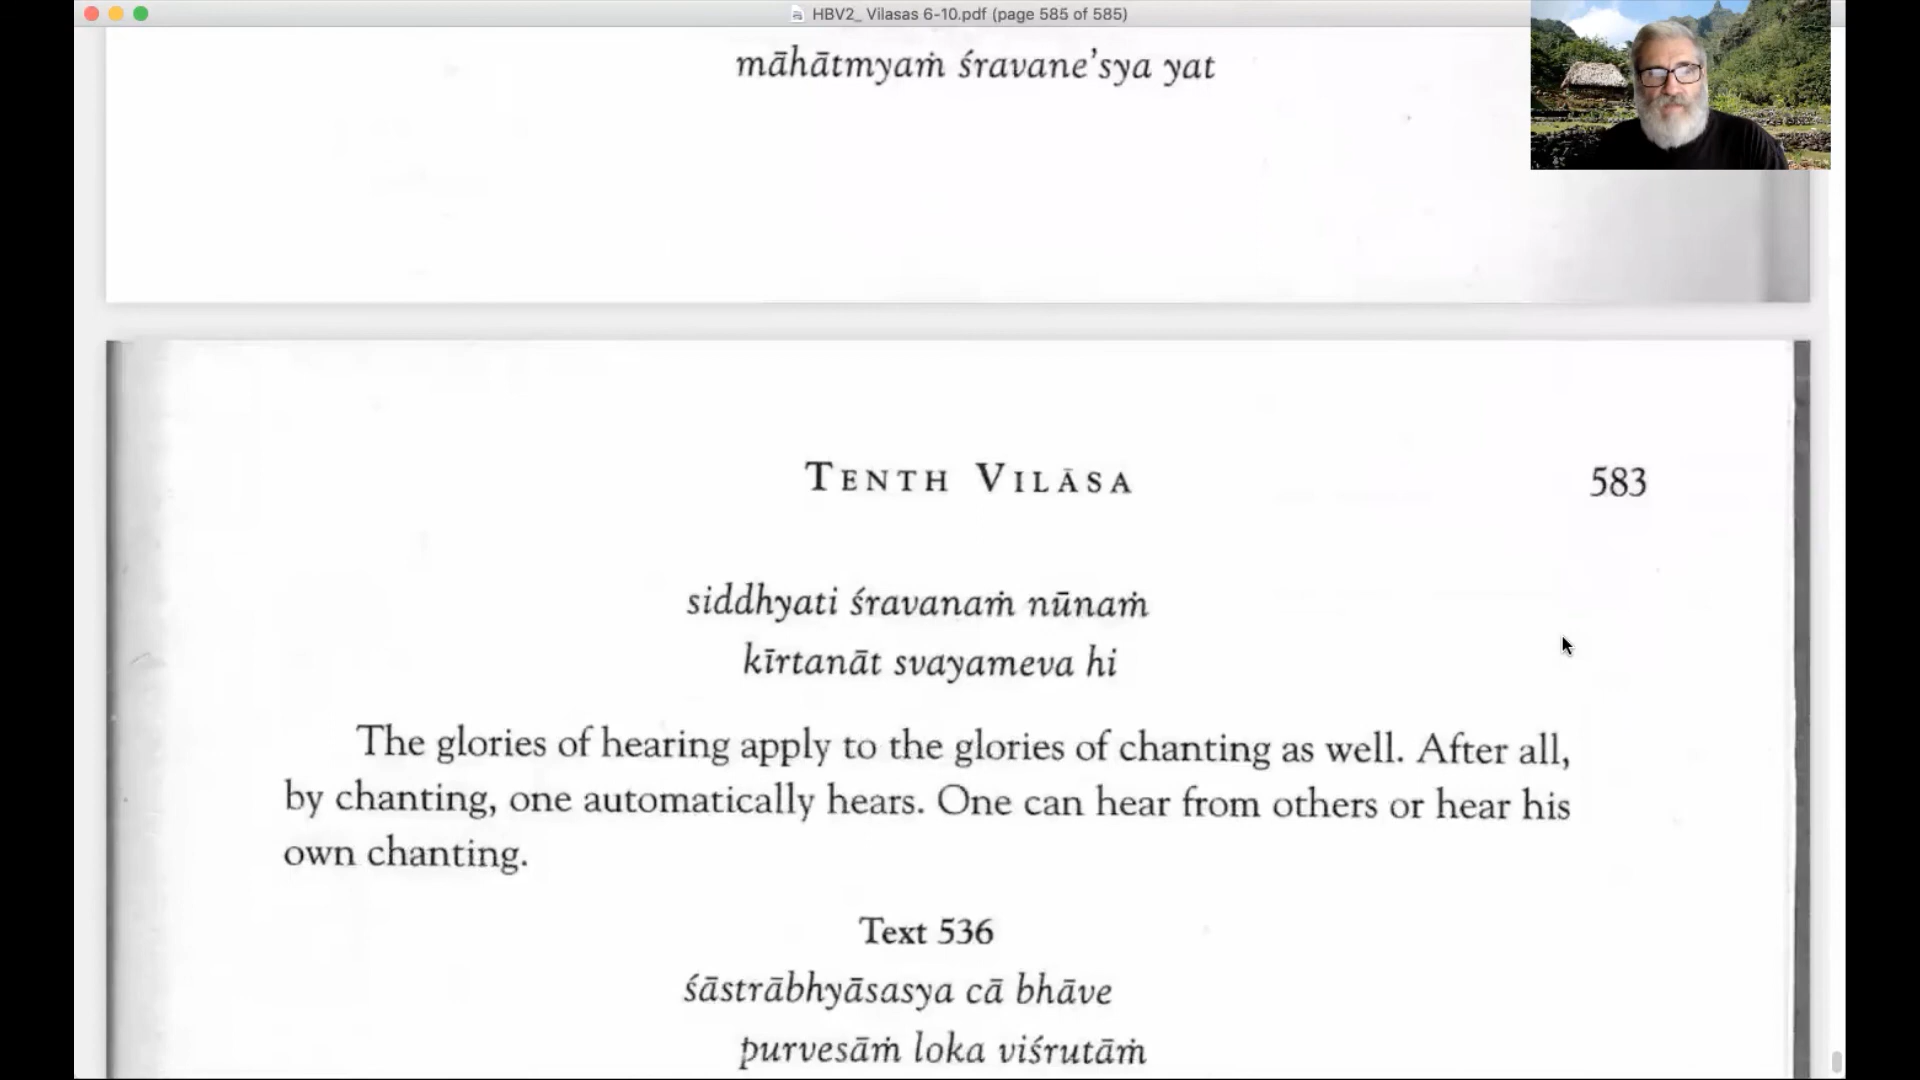 HBV2_ Vilasas 6-10.pdf (page 585 of 585)
māhātmyaṁ śravane'sya yat
TENTH VILĀSA
583
siddhyati śravanaṁ nūnaṁ
kīrtanāt svayameva hi
The glories of hearing apply to the glories of chanting as well. After all,
by chanting, one automatically hears. One can hear from others or hear his
own chanting.
Text 536
śāstrābhyāsasya cā bhāve
purvesāṁ loka viśrutāṁ